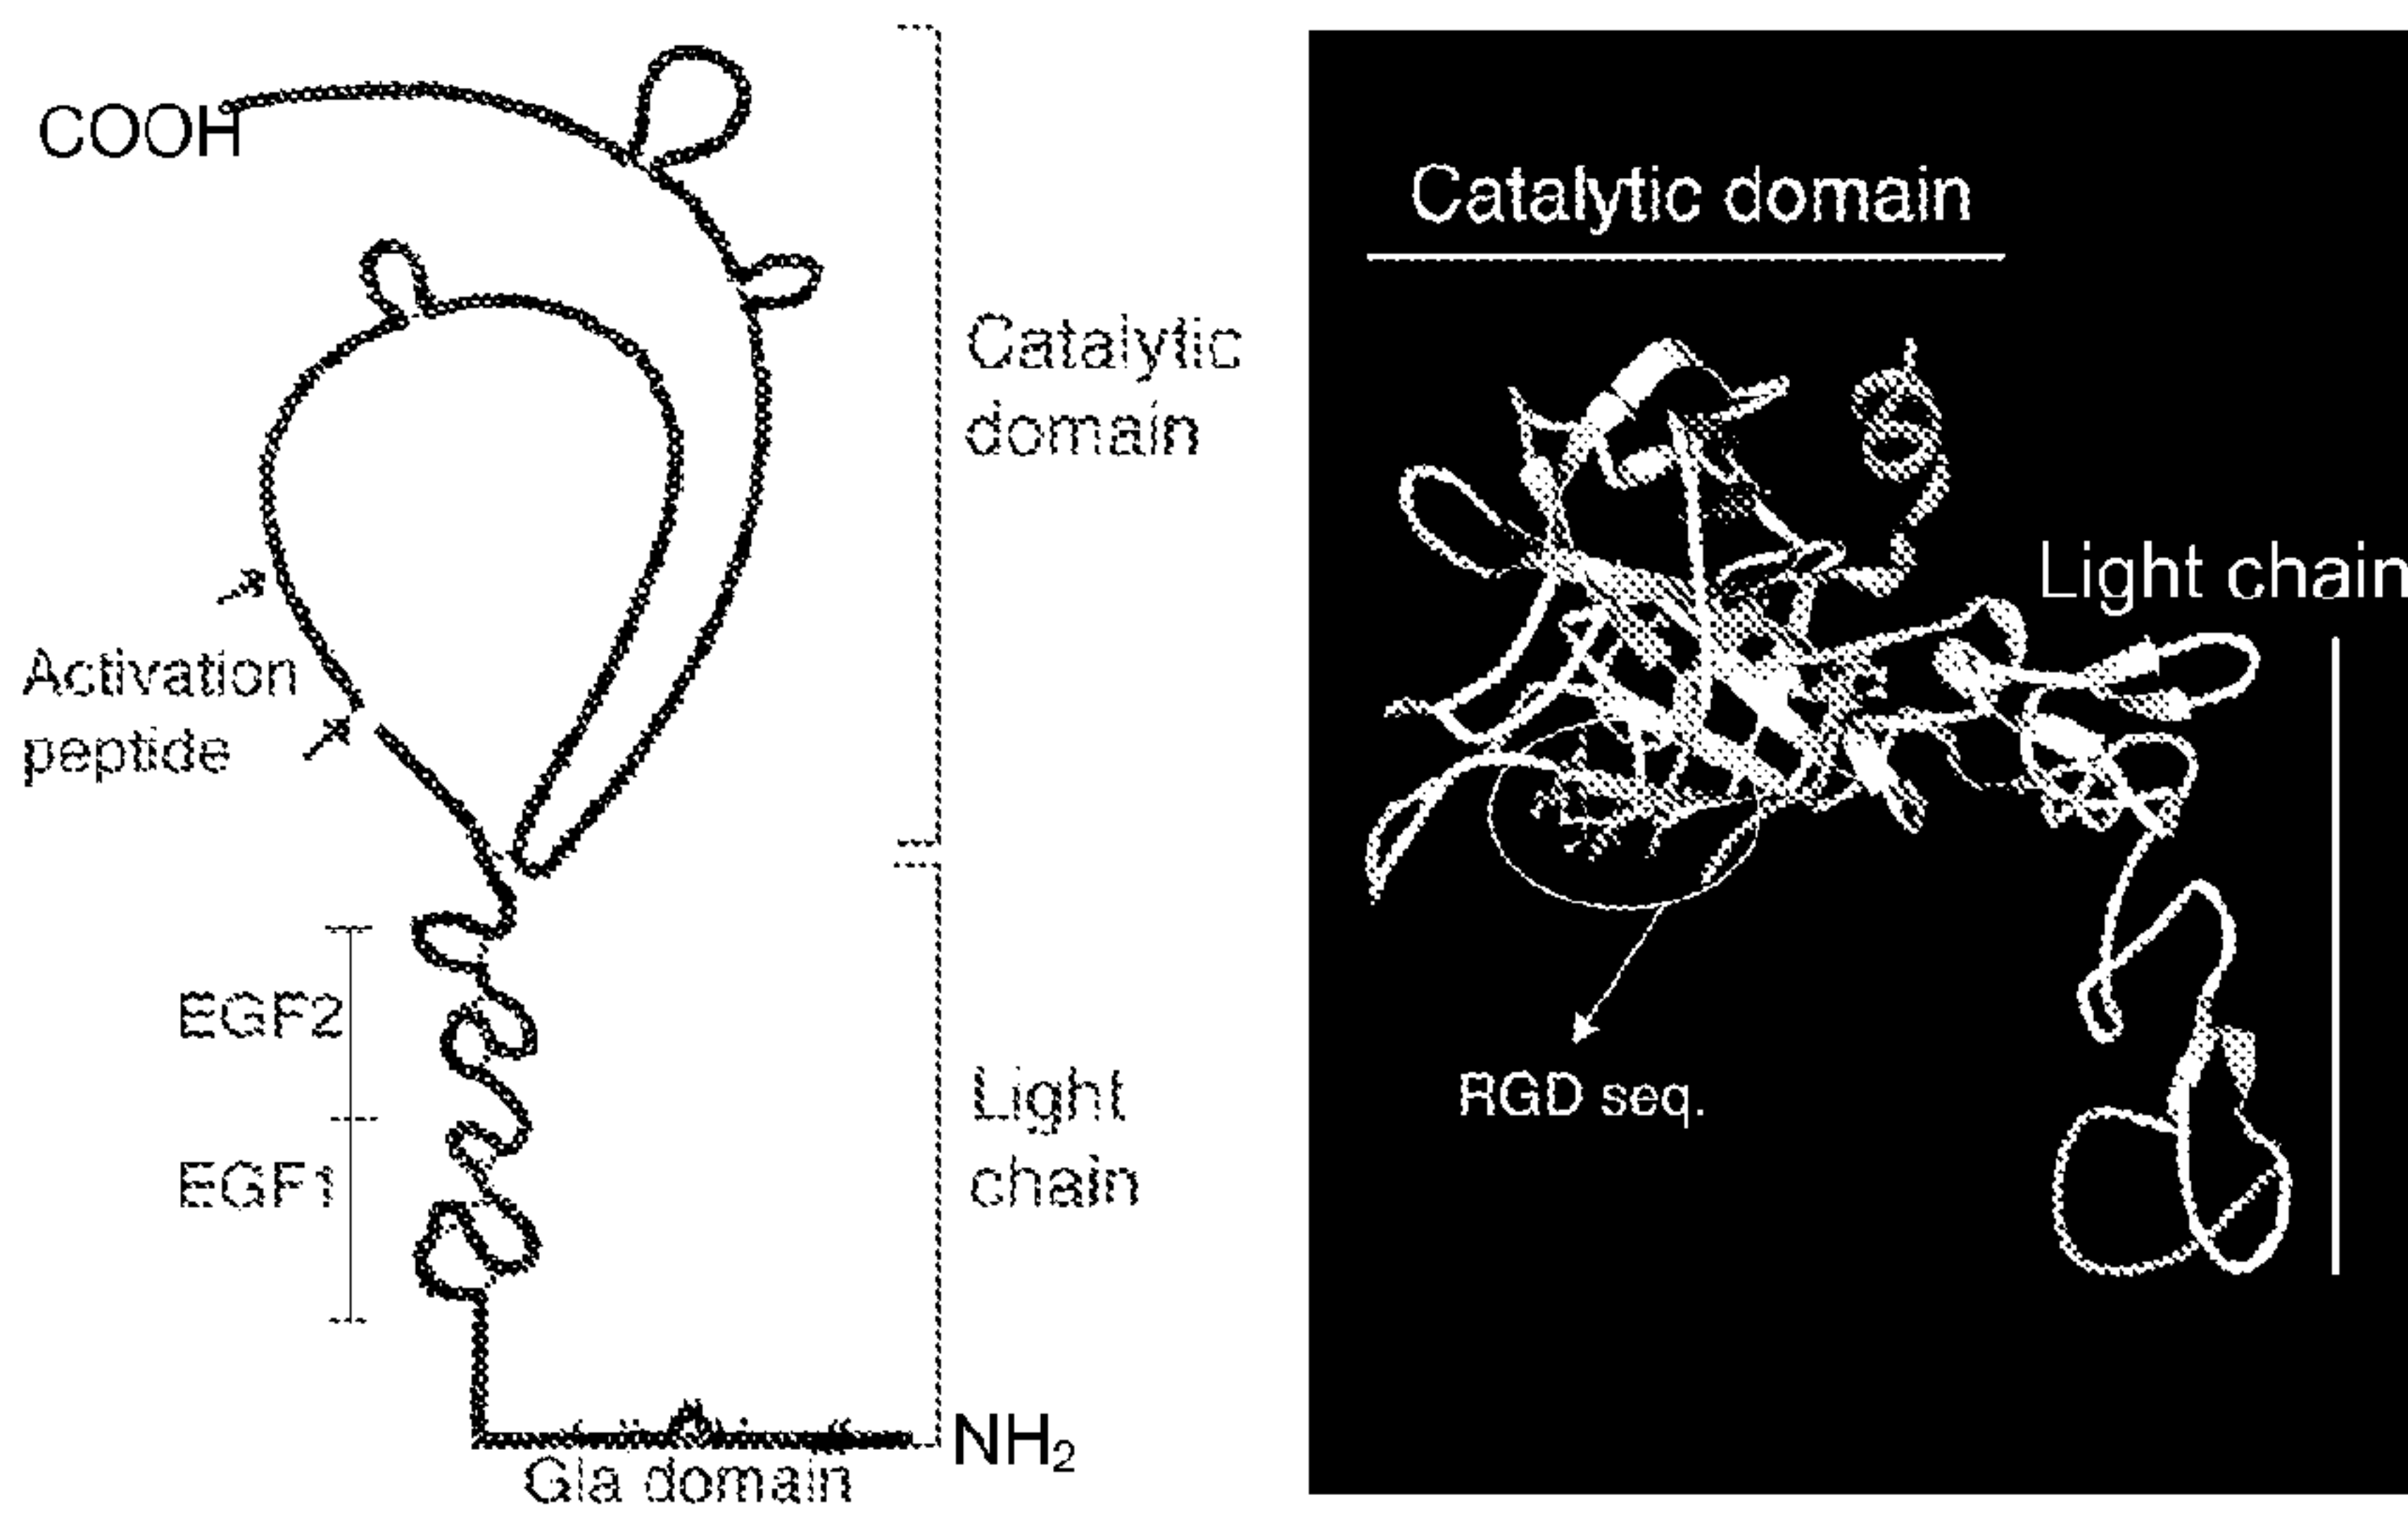 COOH
Catalytic
domain
Activation
peptide
EGF2
EGF1
Light
chain
NH₂
Gla domain
Catalytic domain
Light chain
RGD seq.